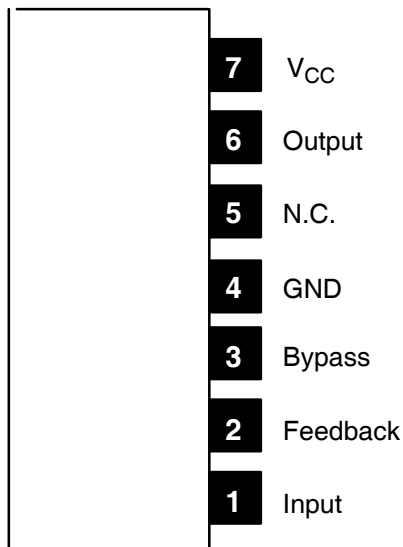 7 VCC
6 Output
5 N.C.
4 GND
3 Bypass
2 Feedback
1 Input